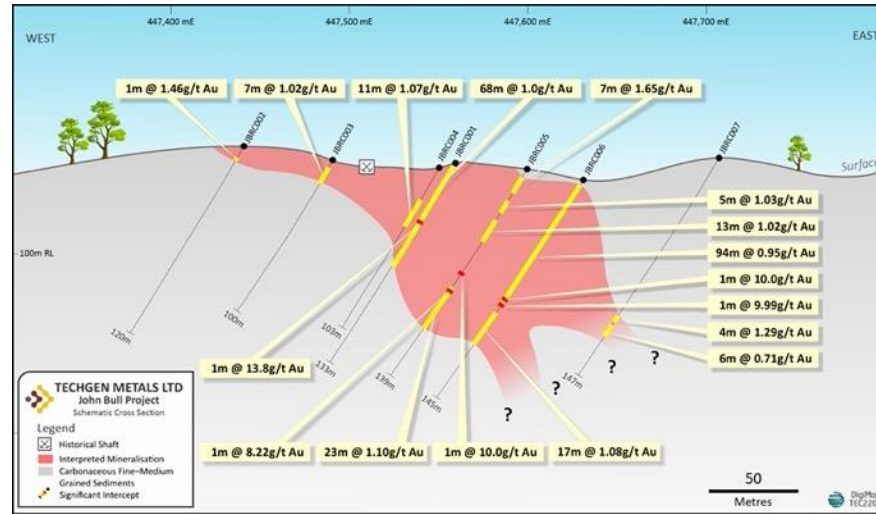 447,400 mE 447,500 mE 447,600 mE 447,700 mE
WEST
EAST
1m @ 1.46g/t Au 7m @ 1.02g/t Au 11m @ 1.07g/t Au 68m @ 1.0g/t Au 7m @ 1.65g/t Au
JBRC002
JBRC003
JBRC004
JBRC001
JBRC005
JBRC006
JBRC007
Surface
5m @ 1.03g/t Au
13m @ 1.02g/t Au
100m RL
94m @ 0.95g/t Au
1m @ 10.0g/t Au
1m @ 9.99g/t Au
4m @ 1.29g/t Au
6m @ 0.71g/t Au
120m
100m
103m
133m
139m
145m
147m
? ? ? ?
1m @ 13.8g/t Au
TECHGEN METALS LTD
John Bull Project
Schematic Cross Section
Legend
Historical Shaft
Interpreted Mineralisation
Carbonaceous Fine–Medium
Grained Sediments
Significant Intercept
1m @ 8.22g/t Au 23m @ 1.10g/t Au 1m @ 10.0g/t Au 17m @ 1.08g/t Au
50
Metres
DigiMa
TEC220